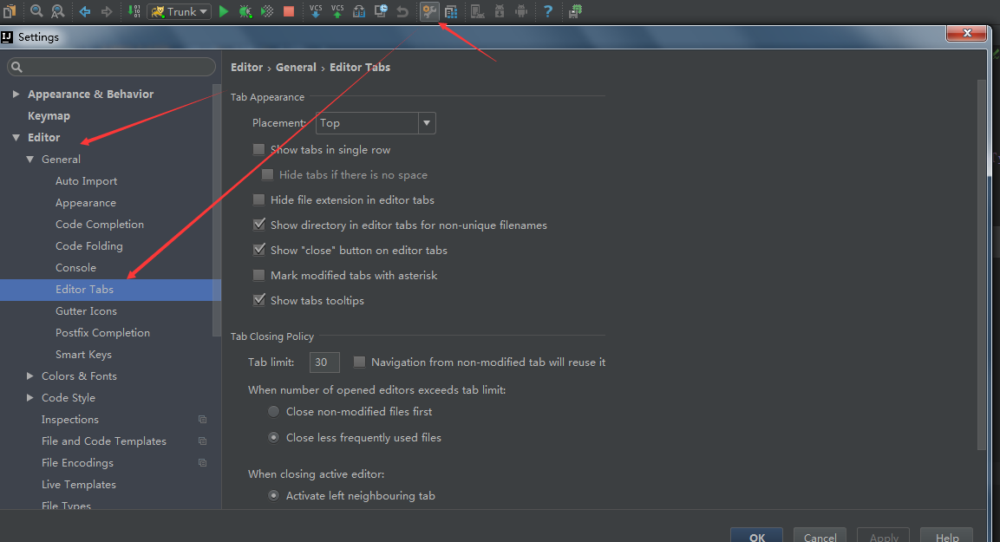 Trunk
VCS VCS
?
IJ Settings
Appearance & Behavior
Keymap
Editor
General
Auto Import
Appearance
Code Completion
Code Folding
Console
Editor Tabs
Gutter Icons
Postfix Completion
Smart Keys
Colors & Fonts
Code Style
Inspections
File and Code Templates
File Encodings
Live Templates
File Types
Editor › General › Editor Tabs
Tab Appearance
Placement: Top
Show tabs in single row
Hide tabs if there is no space
Hide file extension in editor tabs
Show directory in editor tabs for non-unique filenames
Show "close" button on editor tabs
Mark modified tabs with asterisk
Show tabs tooltips
Tab Closing Policy
Tab limit: 30 Navigation from non-modified tab will reuse it
When number of opened editors exceeds tab limit:
Close non-modified files first
Close less frequently used files
When closing active editor:
Activate left neighbouring tab
OK Cancel Apply Help